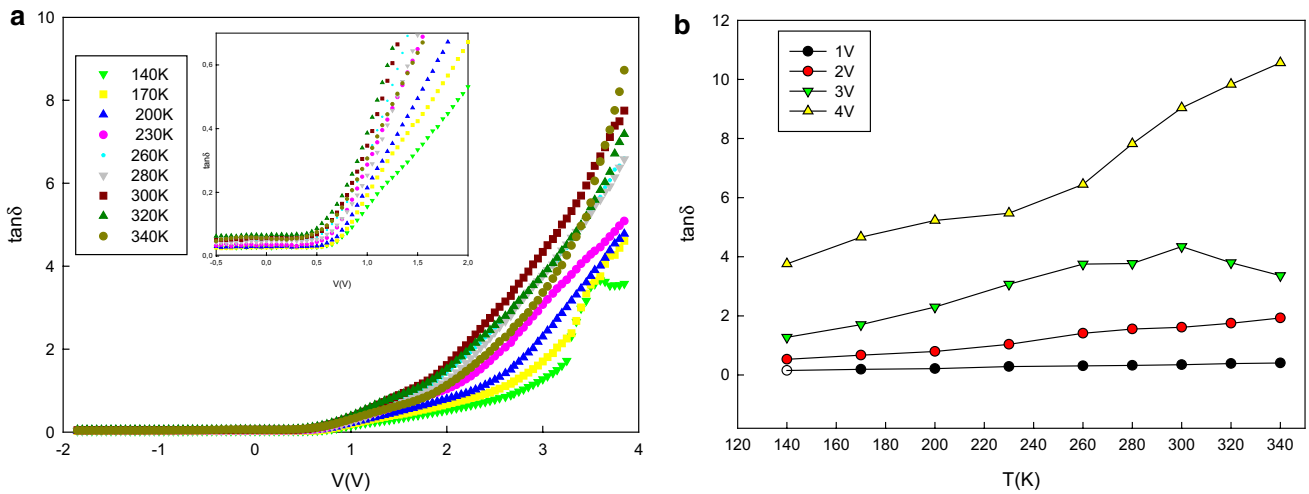 a
10
8
6
4
2
0
tanδ
-2 -1 0 1 2 3 4
V(V)
140K
170K
200K
230K
260K
280K
300K
320K
340K
0,6
0,4
0,2
0,0
tanδ
-0,5 0,0 0,5 1,0 1,5 2,0
V(V)
b
12
10
8
6
4
2
0
tanδ
120 140 160 180 200 220 240 260 280 300 320 340
T(K)
1V
2V
3V
4V